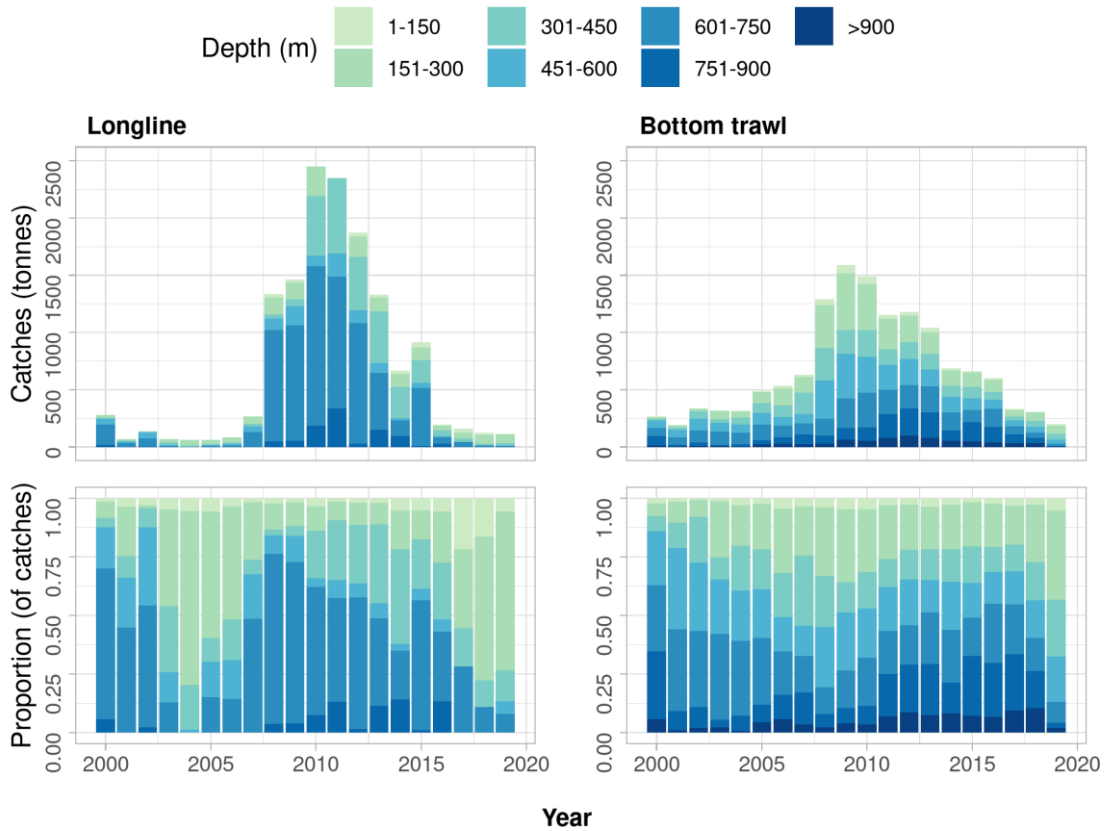 Depth (m)
1-150
151-300
301-450
451-600
601-750
751-900
>900
Longline
Bottom trawl
Catches (tonnes)
0 500 1000 1500 2000 2500
0 500 1000 1500 2000 2500
Proportion (of catches)
0.00 0.25 0.50 0.75 1.00
0.00 0.25 0.50 0.75 1.00
2000 2005 2010 2015 2020
2000 2005 2010 2015 2020
Year